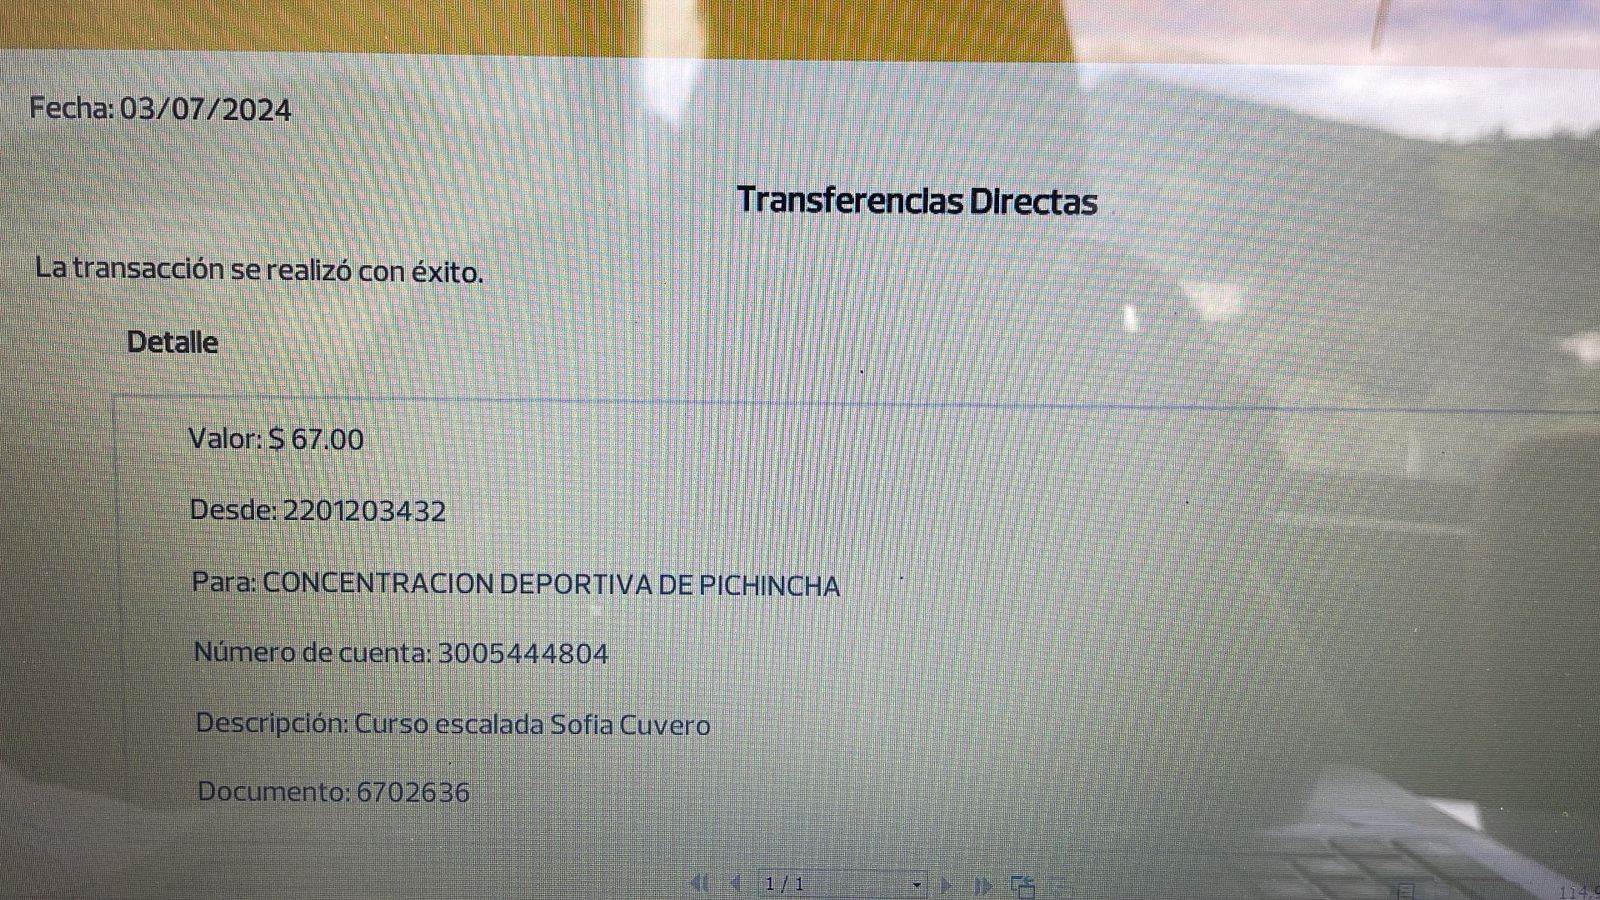 Fecha: 03/07/2024
Transferencias Directas
La transacción se realizó con éxito.
Detalle
Valor: $ 67.00
Desde: 2201203432
Para: CONCENTRACION DEPORTIVA DE PICHINCHA
Número de cuenta: 3005444804
Descripción: Curso escalada Sofia Cuvero
Documento: 6702636
1 / 1